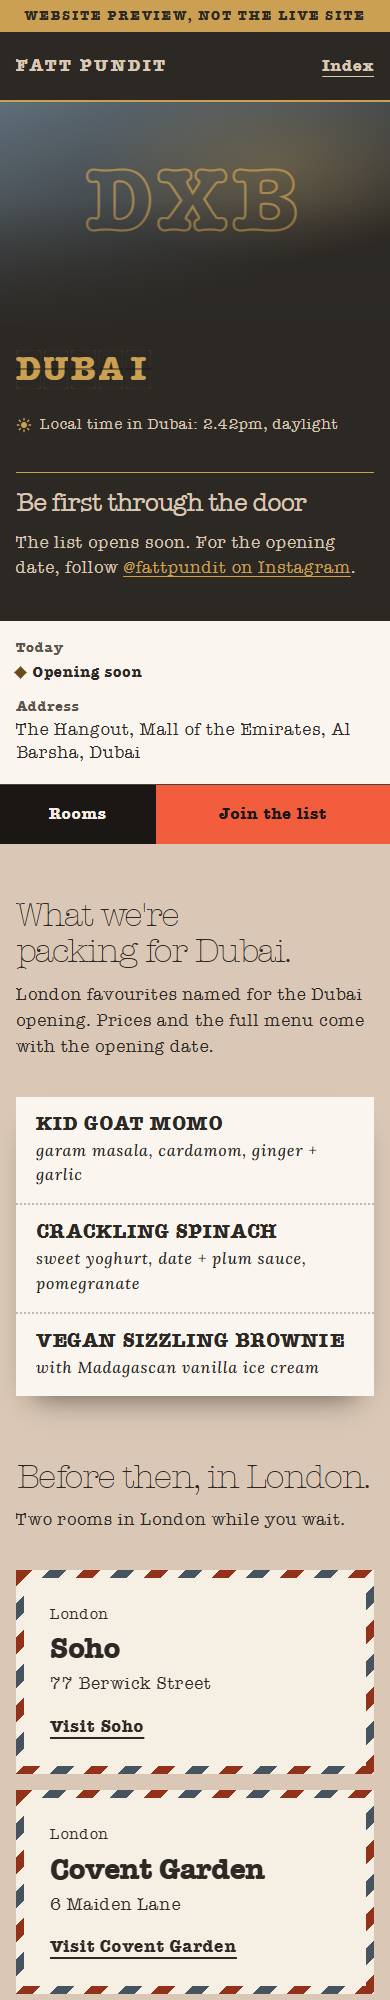 WEBSITE PREVIEW, NOT THE LIVE SITE
FATT PUNDIT
Index
DXB
DUBAI
Local time in Dubai: 2.42pm, daylight
Be first through the door
The list opens soon. For the opening
date, follow @fattpundit on Instagram.
Today
Opening soon
Address
The Hangout, Mall of the Emirates, Al
Barsha, Dubai
Rooms
Join the list
What we're
packing for Dubai.
London favourites named for the Dubai
opening. Prices and the full menu come
with the opening date.
KID GOAT MOMO
garam masala, cardamom, ginger +
garlic
CRACKLING SPINACH
sweet yoghurt, date + plum sauce,
pomegranate
VEGAN SIZZLING BROWNIE
with Madagascan vanilla ice cream
Before then, in London.
Two rooms in London while you wait.
London
Soho
77 Berwick Street
Visit Soho
London
Covent Garden
6 Maiden Lane
Visit Covent Garden